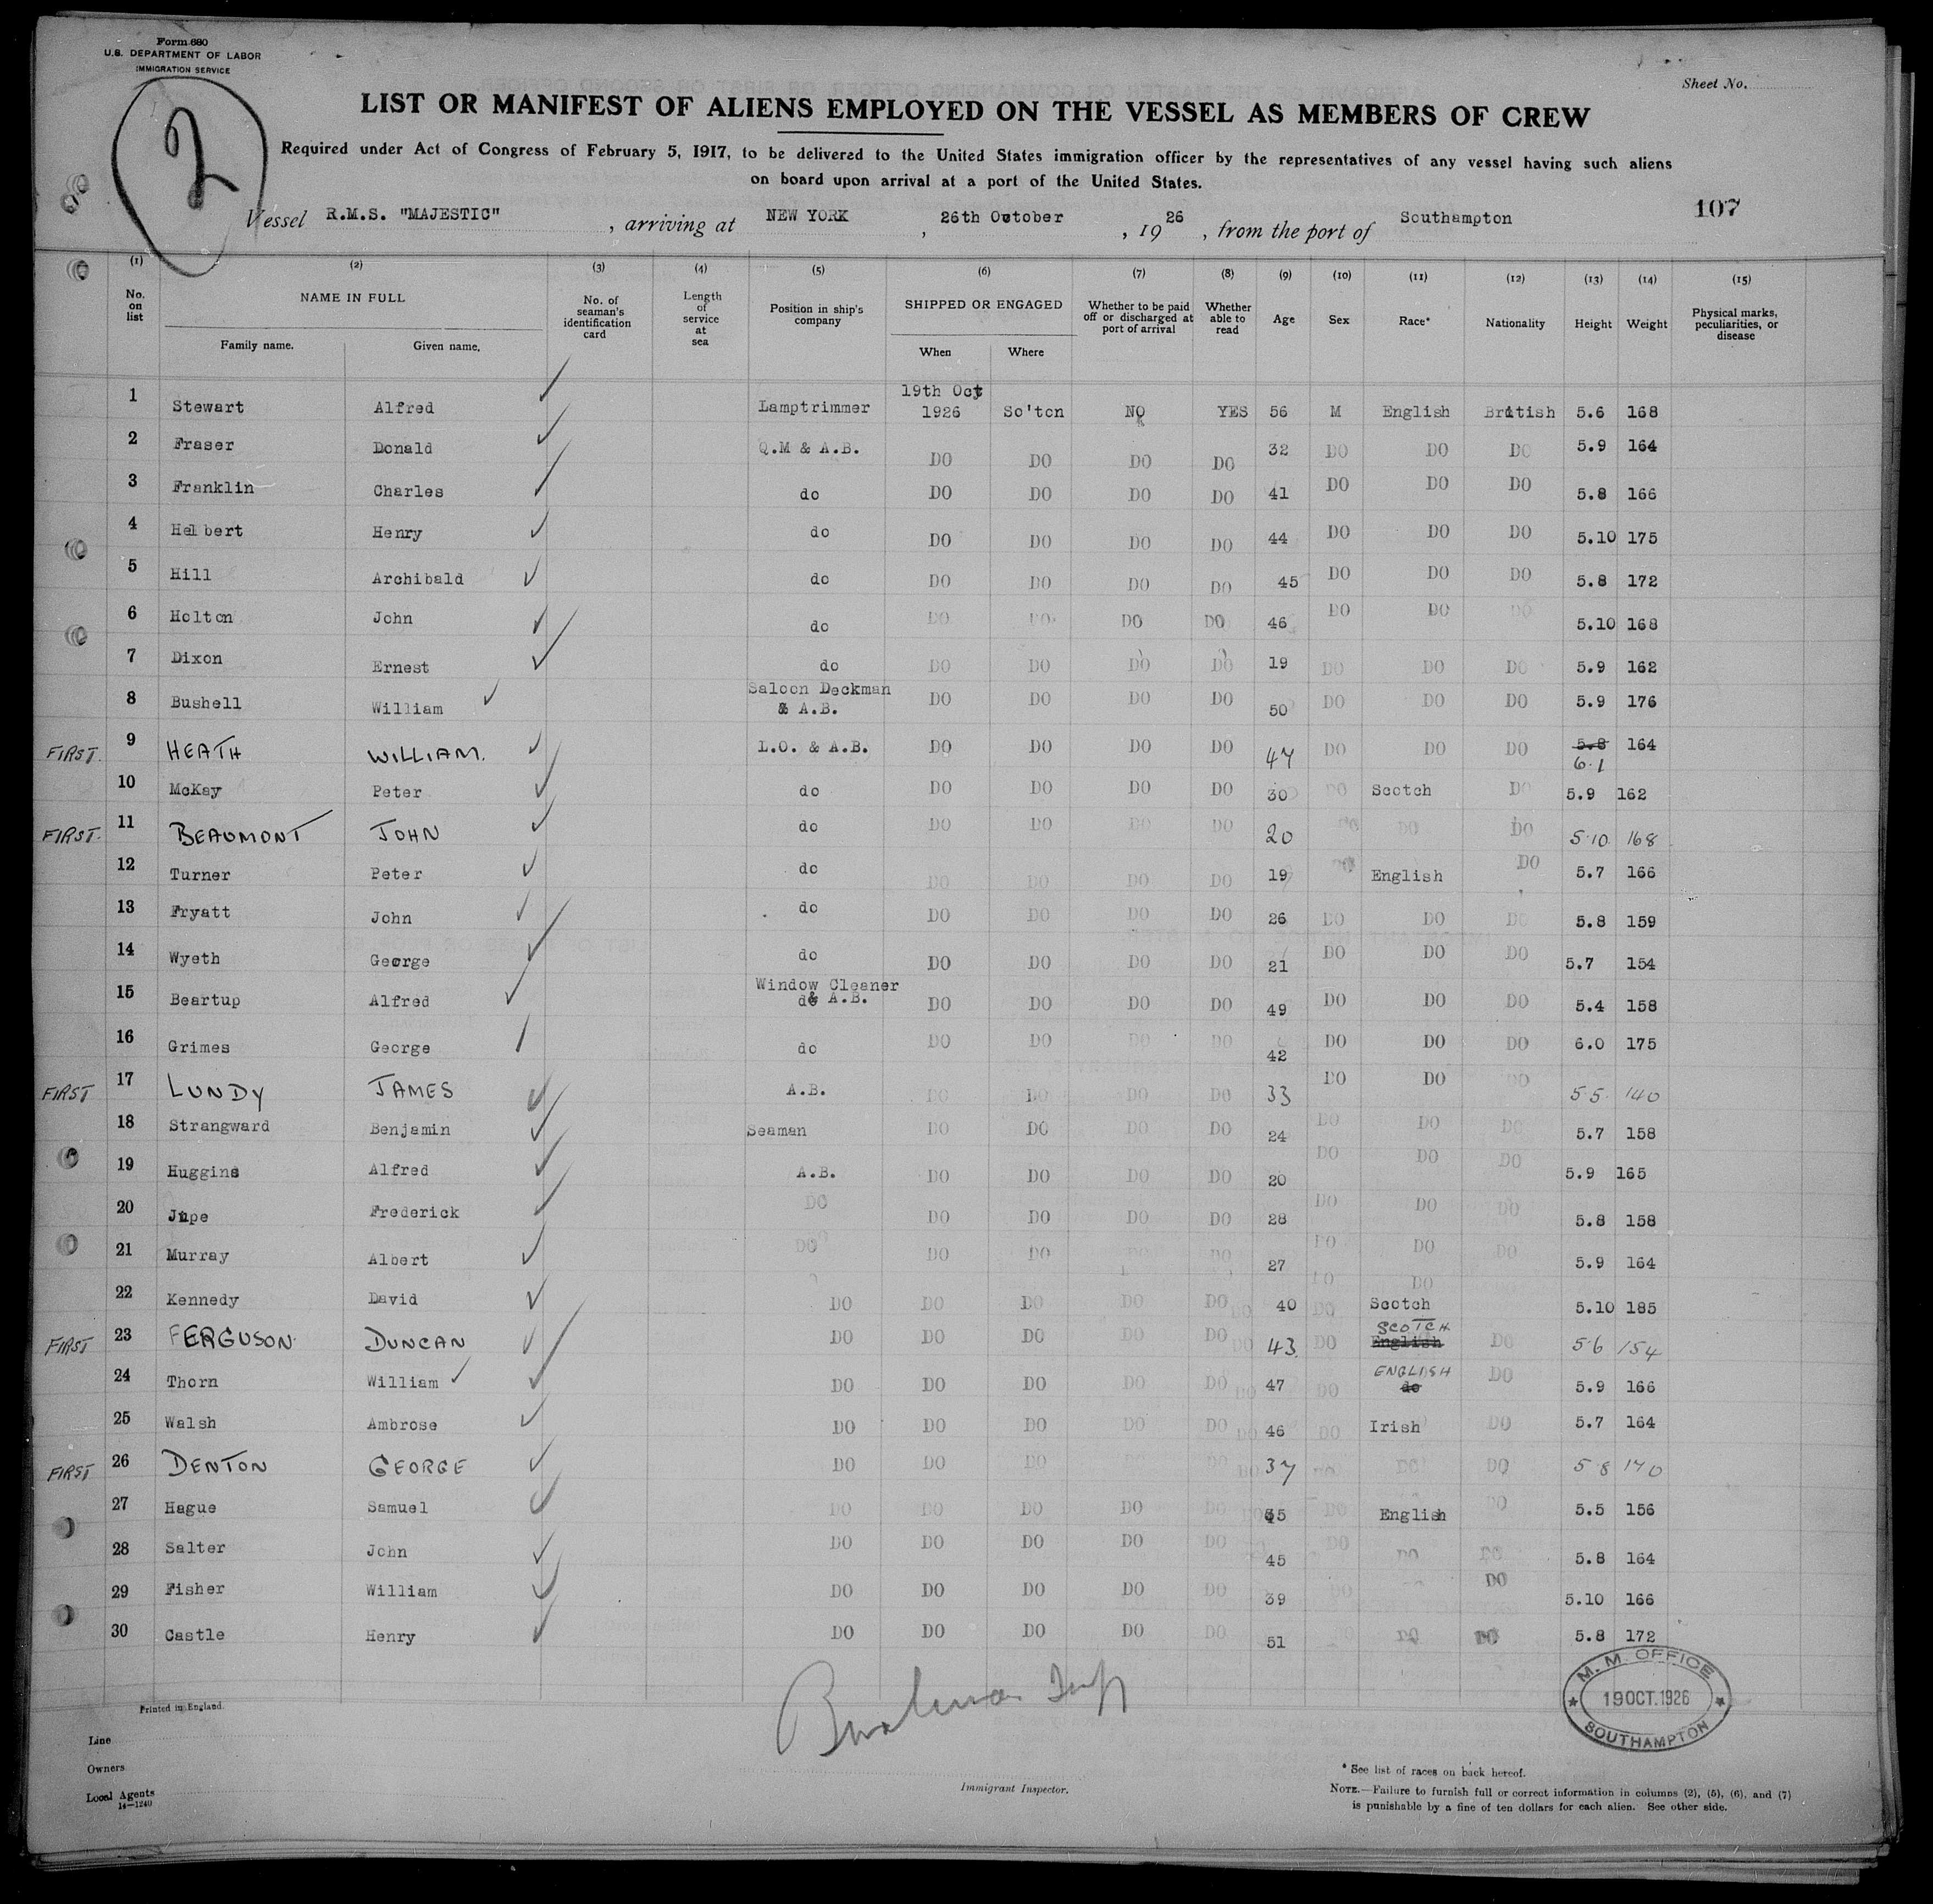 Form 680
U.S. DEPARTMENT OF LABOR
IMMIGRATION SERVICE
2
Sheet No.
LIST OR MANIFEST OF ALIENS EMPLOYED ON THE VESSEL AS MEMBERS OF CREW
Required under Act of Congress of February 5, 1917, to be delivered to the United States immigration officer by the representatives of any vessel having such aliens
on board upon arrival at a port of the United States.
Vessel R.M.S. "MAJESTIC", arriving at NEW YORK, 26th October, 1926, from the port of Southampton 107
(1) (2) (3) (4) (5) (6) (7) (8) (9) (10) (11) (12) (13) (14) (15)
No. on list NAME IN FULL Family name. Given name. No. of seaman's identification card Length of service at sea Position in ship's company SHIPPED OR ENGAGED When Where Whether to be paid off or discharged at port of arrival Whether able to read Age Sex Race* Nationality Height Weight Physical marks, peculiarities, or disease
1 Stewart Alfred Lamptrimmer 19th Oct 1926 So'ton NO YES 56 M English British 5.6 168
2 Fraser Donald Q.M & A.B. DO DO DO DO 32 DO DO DO 5.9 164
3 Franklin Charles do DO DO DO DO 41 DO DO DO 5.8 166
4 Helbert Henry do DO DO DO DO 44 DO DO DO 5.10 175
5 Hill Archibald do DO DO DO DO 45 DO DO DO 5.8 172
6 Holton John do DO DO DO DO 46 DO DO DO 5.10 168
7 Dixon Ernest do DO DO DO DO 19 DO DO DO 5.9 162
8 Bushell William Saloon Deckman & A.B. DO DO DO DO 50 DO DO DO 5.9 176
FIRST. 9 HEATH WILLIAM. L.O. & A.B. DO DO DO DO 47 DO DO DO 5.8 6.1 164
10 McKay Peter do DO DO DO DO 30 DO Scotch DO 5.9 162
FIRST. 11 BEAUMONT JOHN do DO DO DO DO 20 DO DO DO 5.10 168
12 Turner Peter do DO DO DO DO 19 DO English DO 5.7 166
13 Fryatt John do DO DO DO DO 26 DO DO DO 5.8 159
14 Wyeth George do DO DO DO DO 21 DO DO DO 5.7 154
15 Beartup Alfred Window Cleaner do & A.B. DO DO DO DO 49 DO DO DO 5.4 158
16 Grimes George do DO DO DO DO 42 DO DO DO 6.0 175
FIRST 17 LUNDY JAMES A.B. DO DO DO DO 33 DO DO DO 5.5 140
18 Strangward Benjamin Seaman DO DO DO DO 24 DO DO DO 5.7 158
19 Huggins Alfred A.B. DO DO DO DO 20 DO DO DO 5.9 165
20 Jupe Frederick DO DO DO DO DO 28 DO DO DO 5.8 158
21 Murray Albert DO DO DO DO DO 27 DO DO DO 5.9 164
22 Kennedy David DO DO DO DO DO 40 DO DO Scotch 5.10 185
FIRST 23 FERGUSON DUNCAN DO DO DO DO DO 43 DO SCOTCH English DO 5.6 154
24 Thorn William DO DO DO DO DO 47 DO ENGLISH do DO 5.9 166
25 Walsh Ambrose DO DO DO DO DO 46 DO Irish DO 5.7 164
FIRST 26 DENTON GEORGE DO DO DO DO 37 DO DO 5.8 140
27 Hague Samuel DO DO DO DO DO DO English DO 5.5 156
28 Salter John DO DO DO DO DO 45 DO DO DO 5.8 164
29 Fisher William DO DO DO DO DO 39 DO DO 5.10 166
30 Castle Henry DO DO DO DO DO 51 DO DO DO 5.8 172
M. M. OFFICE
19 OCT. 1926
SOUTHAMPTON
Printed in England.
Line
Owners
Local Agents
14—1240
Immigrant Inspector.
* See list of races on back hereof.
NOTE.—Failure to furnish full or correct information in columns (2), (5), (6), and (7)
is punishable by a fine of ten dollars for each alien. See other side.